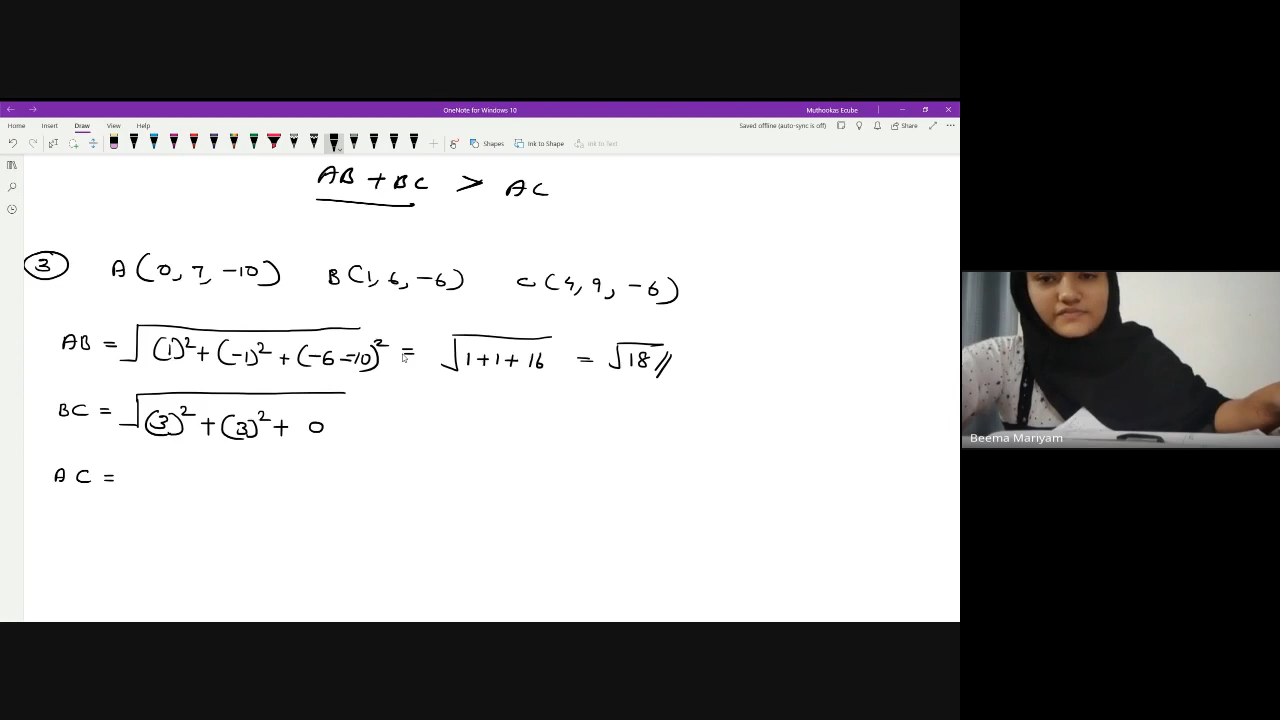 OneNote for Windows 10
Muthookas Ecube
Home Insert Draw View Help
Saved offline (auto-sync is off) Share
Shapes Ink to Shape Ink to Text
AB + BC > AC
3 A (0, 7, -10) B (1, 6, -6) C (4, 9, -6)
AB = √(1)² + (-1)² + (-6 - -10)² = √1+1+16 = √18 //
BC = √(3)² + (3)² + 0
AC =
Beema Mariyam